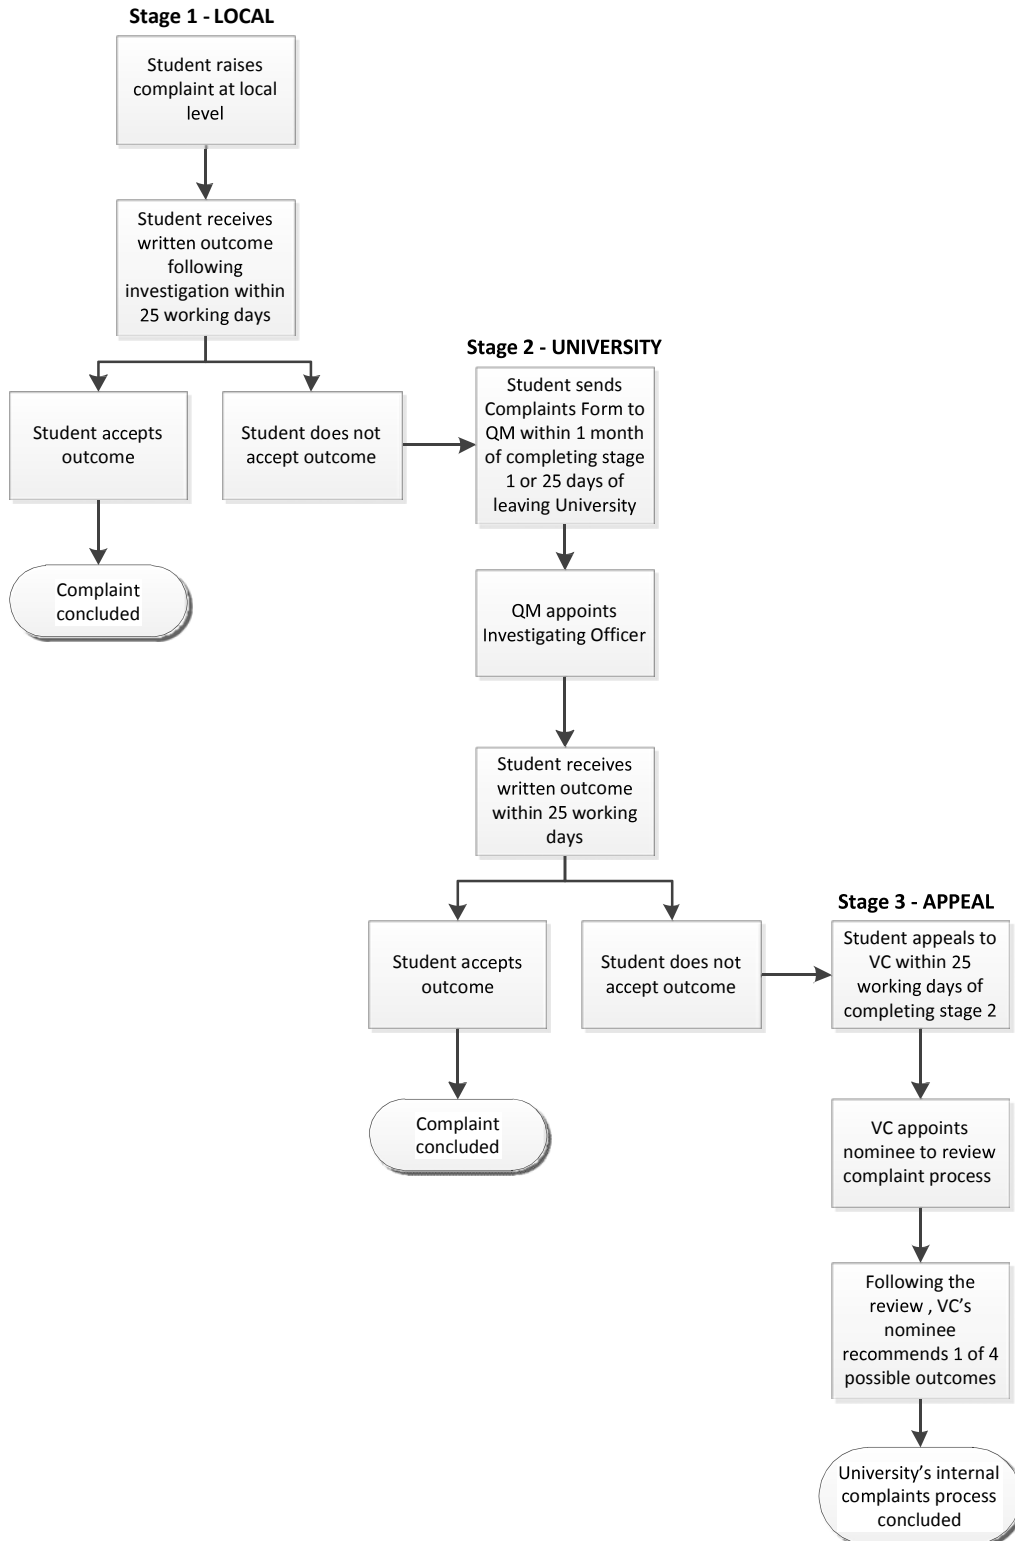 Stage 1 - LOCAL
Student raises
complaint at local
level
Student receives
written outcome
following
investigation within
25 working days
Student accepts
outcome
Student does not
accept outcome
Complaint
concluded
Stage 2 - UNIVERSITY
Student sends
Complaints Form to
QM within 1 month
of completing stage
1 or 25 days of
leaving University
QM appoints
Investigating Officer
Student receives
written outcome
within 25 working
days
Student accepts
outcome
Student does not
accept outcome
Complaint
concluded
Stage 3 - APPEAL
Student appeals to
VC within 25
working days of
completing stage 2
VC appoints
nominee to review
complaint process
Following the
review , VC’s
nominee
recommends 1 of 4
possible outcomes
University’s internal
complaints process
concluded